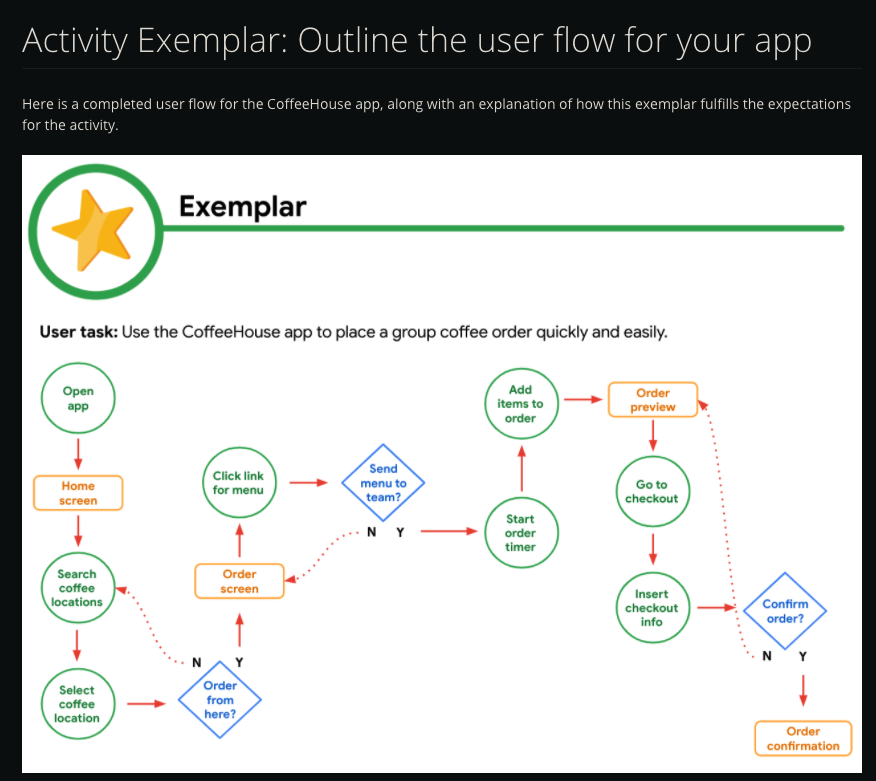 Activity Exemplar: Outline the user flow for your app
Here is a completed user flow for the CoffeeHouse app, along with an explanation of how this exemplar fulfills the expectations
for the activity.
Exemplar
User task: Use the CoffeeHouse app to place a group coffee order quickly and easily.
Open
app
Home
screen
Search
coffee
locations
Select
coffee
location
Order
from
here?
N Y
Order
screen
Click link
for menu
Send
menu to
team?
N Y
Start
order
timer
Add
items to
order
Order
preview
Go to
checkout
Insert
checkout
info
Confirm
order?
N Y
Order
confirmation